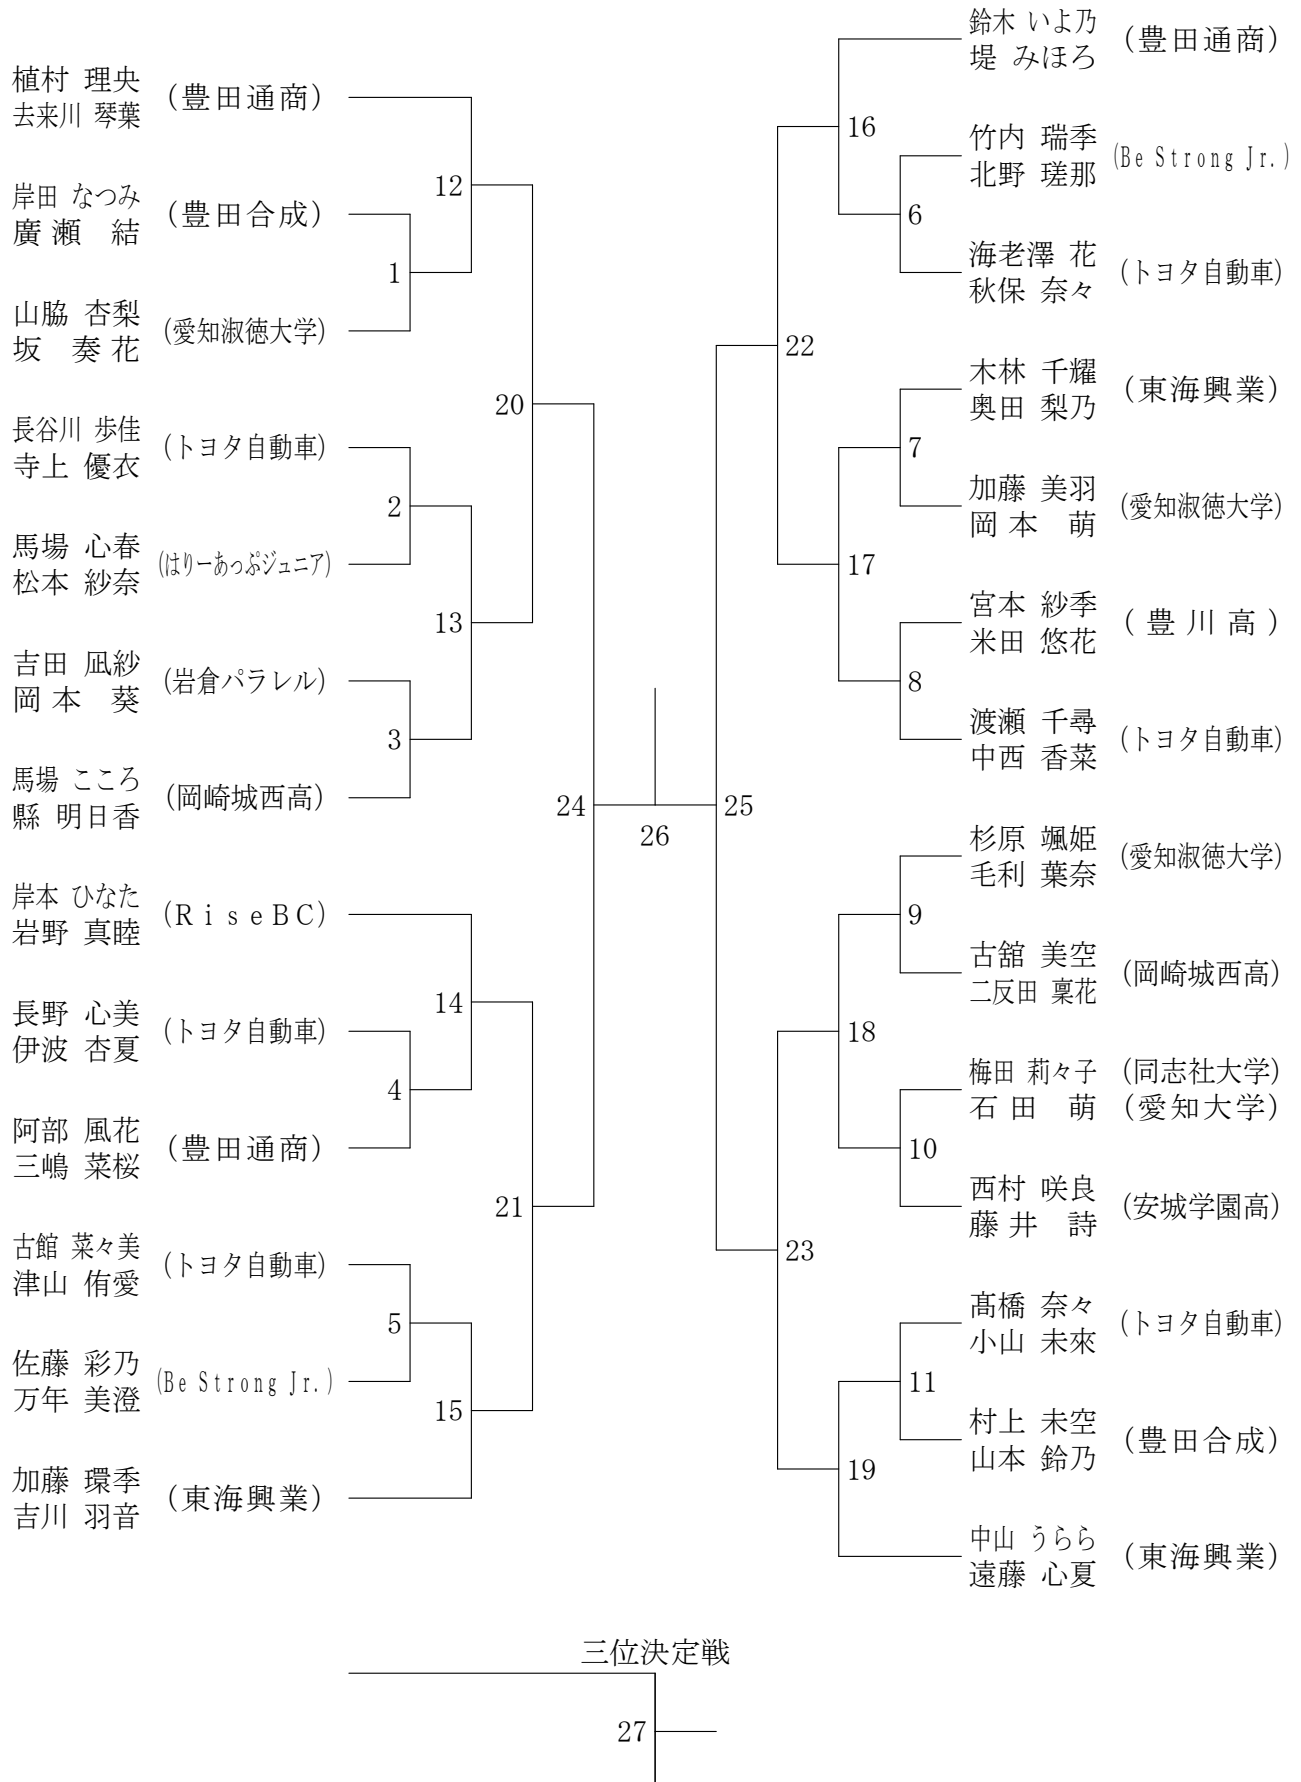 植村 理央
去来川 琴葉
(豊田通商)
岸田 なつみ
廣瀬 結
(豊田合成)
山脇 杏梨
坂 奏花
(愛知淑徳大学)
長谷川 歩佳
寺上 優衣
(トヨタ自動車)
馬場 心春
松本 紗奈
(はりーあっぷジュニア)
吉田 凪紗
岡本 葵
(岩倉パラレル)
馬場 こころ
縣 明日香
(岡崎城西高)
岸本 ひなた
岩野 真睦
(RiseBC)
長野 心美
伊波 杏夏
(トヨタ自動車)
阿部 風花
三嶋 菜桜
(豊田通商)
古館 菜々美
津山 侑愛
(トヨタ自動車)
佐藤 彩乃
万年 美澄
(Be Strong Jr.)
加藤 環季
吉川 羽音
(東海興業)
12
1
20
2
13
3
24
14
4
21
5
15
26
25
22
16
6
7
17
8
9
18
10
23
11
19
鈴木 いよ乃
堤 みほろ
(豊田通商)
竹内 瑞季
北野 瑳那
(Be Strong Jr.)
海老澤 花
秋保 奈々
(トヨタ自動車)
木林 千耀
奥田 梨乃
(東海興業)
加藤 美羽
岡本 萌
(愛知淑徳大学)
宮本 紗季
米田 悠花
(豊川高)
渡瀬 千尋
中西 香菜
(トヨタ自動車)
杉原 颯姫
毛利 葉奈
(愛知淑徳大学)
古舘 美空
二反田 稟花
(岡崎城西高)
梅田 莉々子 (同志社大学)
石田 萌 (愛知大学)
西村 咲良
藤井 詩
(安城学園高)
髙橋 奈々
小山 未來
(トヨタ自動車)
村上 未空
山本 鈴乃
(豊田合成)
中山 うらら
遠藤 心夏
(東海興業)
三位決定戦
27